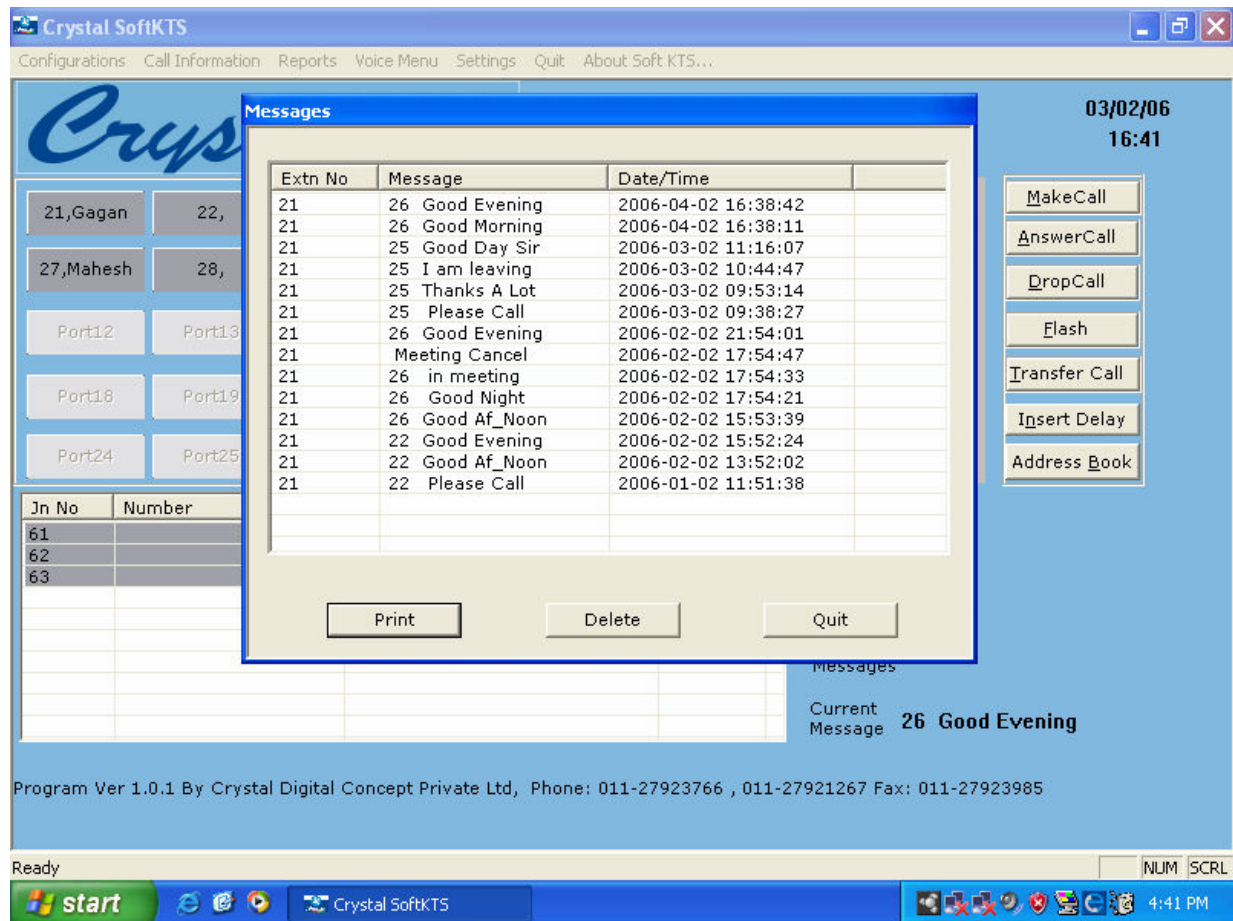 Crystal SoftKTS
Configurations Call Information Reports Voice Menu Settings Quit About Soft KTS...
03/02/06
16:41
Messages
Extn No Message Date/Time
21 26 Good Evening 2006-04-02 16:38:42
21 26 Good Morning 2006-04-02 16:38:11
21 25 Good Day Sir 2006-03-02 11:16:07
21 25 I am leaving 2006-03-02 10:44:47
21 25 Thanks A Lot 2006-03-02 09:53:14
21 25 Please Call 2006-03-02 09:38:27
21 26 Good Evening 2006-02-02 21:54:01
21 Meeting Cancel 2006-02-02 17:54:47
21 26 in meeting 2006-02-02 17:54:33
21 26 Good Night 2006-02-02 17:54:21
21 26 Good Af_Noon 2006-02-02 15:53:39
21 22 Good Evening 2006-02-02 15:52:24
21 22 Good Af_Noon 2006-02-02 13:52:02
21 22 Please Call 2006-01-02 11:51:38
Print Delete Quit
21,Gagan 22,
27,Mahesh 28,
Port12 Port13
Port18 Port19
Port24 Port25
MakeCall
AnswerCall
DropCall
Flash
Transfer Call
Insert Delay
Address Book
Jn No Number
61
62
63
Messages
Current
Message 26 Good Evening
Program Ver 1.0.1 By Crystal Digital Concept Private Ltd, Phone: 011-27923766 , 011-27921267 Fax: 011-27923985
Ready NUM SCRL
start Crystal SoftKTS 4:41 PM